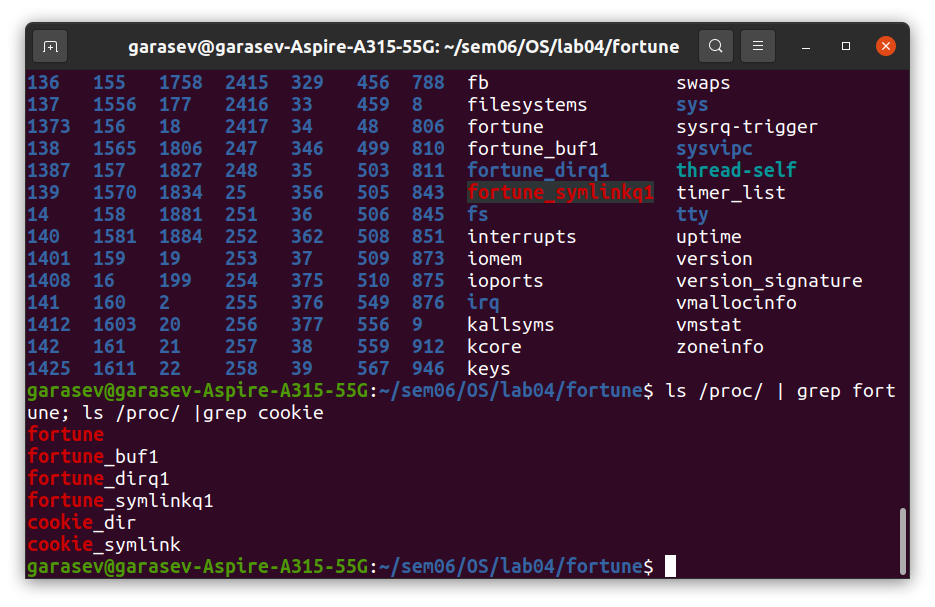 garasev@garasev-Aspire-A315-55G: ~/sem06/OS/lab04/fortune
136 155 1758 2415 329 456 788 fb swaps
137 1556 177 2416 33 459 8 filesystems sys
1373 156 18 2417 34 48 806 fortune sysrq-trigger
138 1565 1806 247 346 499 810 fortune_buf1 sysvipc
1387 157 1827 248 35 503 811 fortune_dirq1 thread-self
139 1570 1834 25 356 505 843 fortune_symlinkq1 timer_list
14 158 1881 251 36 506 845 fs tty
140 1581 1884 252 362 508 851 interrupts uptime
1401 159 19 253 37 509 873 iomem version
1408 16 199 254 375 510 875 ioports version_signature
141 160 2 255 376 549 876 irq vmallocinfo
1412 1603 20 256 377 556 9 kallsyms vmstat
142 161 21 257 38 559 912 kcore zoneinfo
1425 1611 22 258 39 567 946 keys
garasev@garasev-Aspire-A315-55G:~/sem06/OS/lab04/fortune$ ls /proc/ | grep fort
une; ls /proc/ |grep cookie
fortune
fortune_buf1
fortune_dirq1
fortune_symlinkq1
cookie_dir
cookie_symlink
garasev@garasev-Aspire-A315-55G:~/sem06/OS/lab04/fortune$